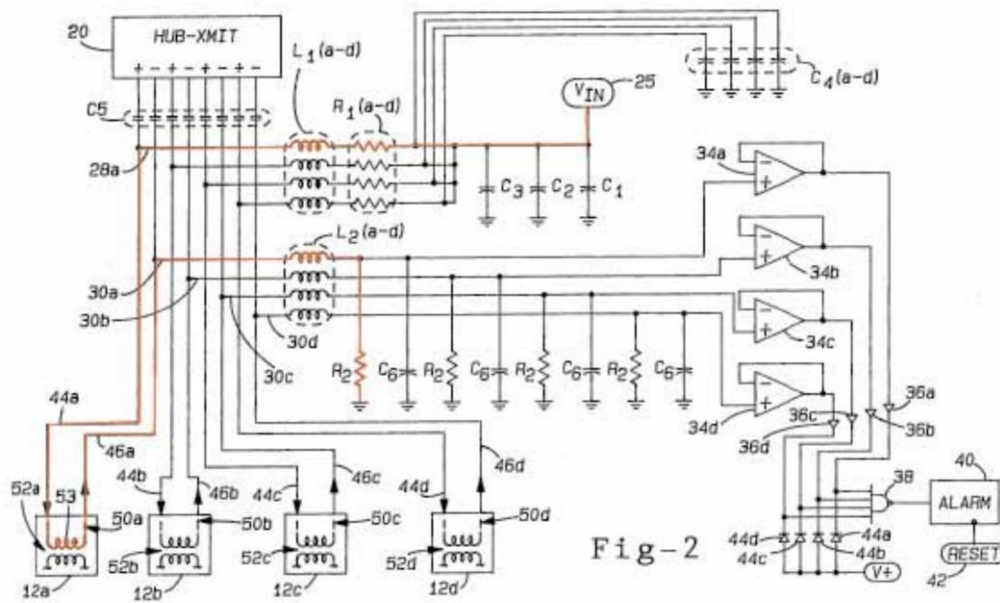 20
HUB-XMIT
+ - + - + - + -
L1(a-d)
R1(a-d)
C4(a-d)
VIN
25
C5
28a
C3
C2
C1
34a
- +
L2(a-d)
30a
30b
- +
34b
30d
30c
- +
34c
R2
C6
R2
C6
R2
C6
R2
C6
- +
34d
36c
36a
36d
36b
44a
46a
44b
46b
44c
46c
44d
46d
38
40
ALARM
52a
53
50a
52b
50b
52c
50c
52d
50d
12a
12b
12c
12d
Fig-2
44d
44c
44a
44b
V+
RESET
42